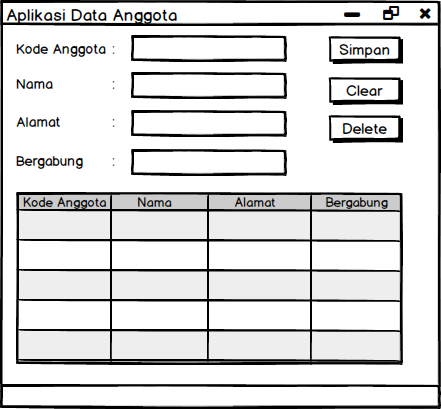 Aplikasi Data Anggota
Kode Anggota :
Simpan
Nama :
Clear
Alamat :
Delete
Bergabung :
Kode Anggota Nama Alamat Bergabung